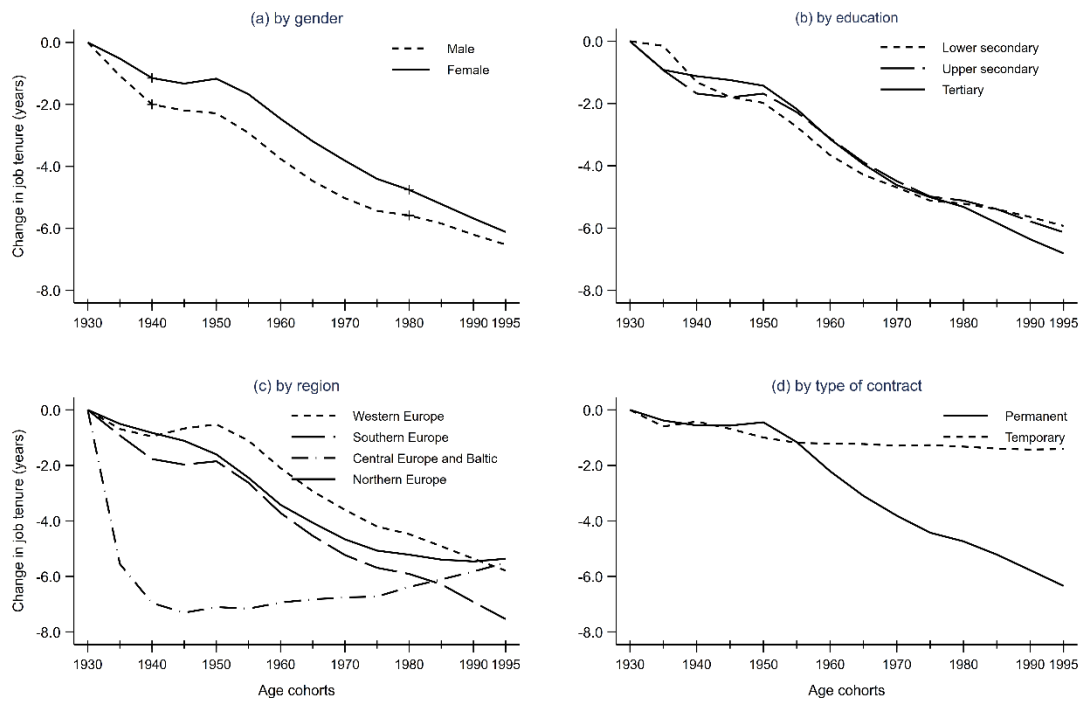 (a) by gender
Change in job tenure (years)
0.0
-2.0
-4.0
-6.0
-8.0
Male
Female
1930 1940 1950 1960 1970 1980 1990 1995
(b) by education
0.0
-2.0
-4.0
-6.0
-8.0
Lower secondary
Upper secondary
Tertiary
1930 1940 1950 1960 1970 1980 1990 1995
(c) by region
Change in job tenure (years)
0.0
-2.0
-4.0
-6.0
-8.0
Western Europe
Southern Europe
Central Europe and Baltic
Northern Europe
1930 1940 1950 1960 1970 1980 1990 1995
Age cohorts
(d) by type of contract
0.0
-2.0
-4.0
-6.0
-8.0
Permanent
Temporary
1930 1940 1950 1960 1970 1980 1990 1995
Age cohorts